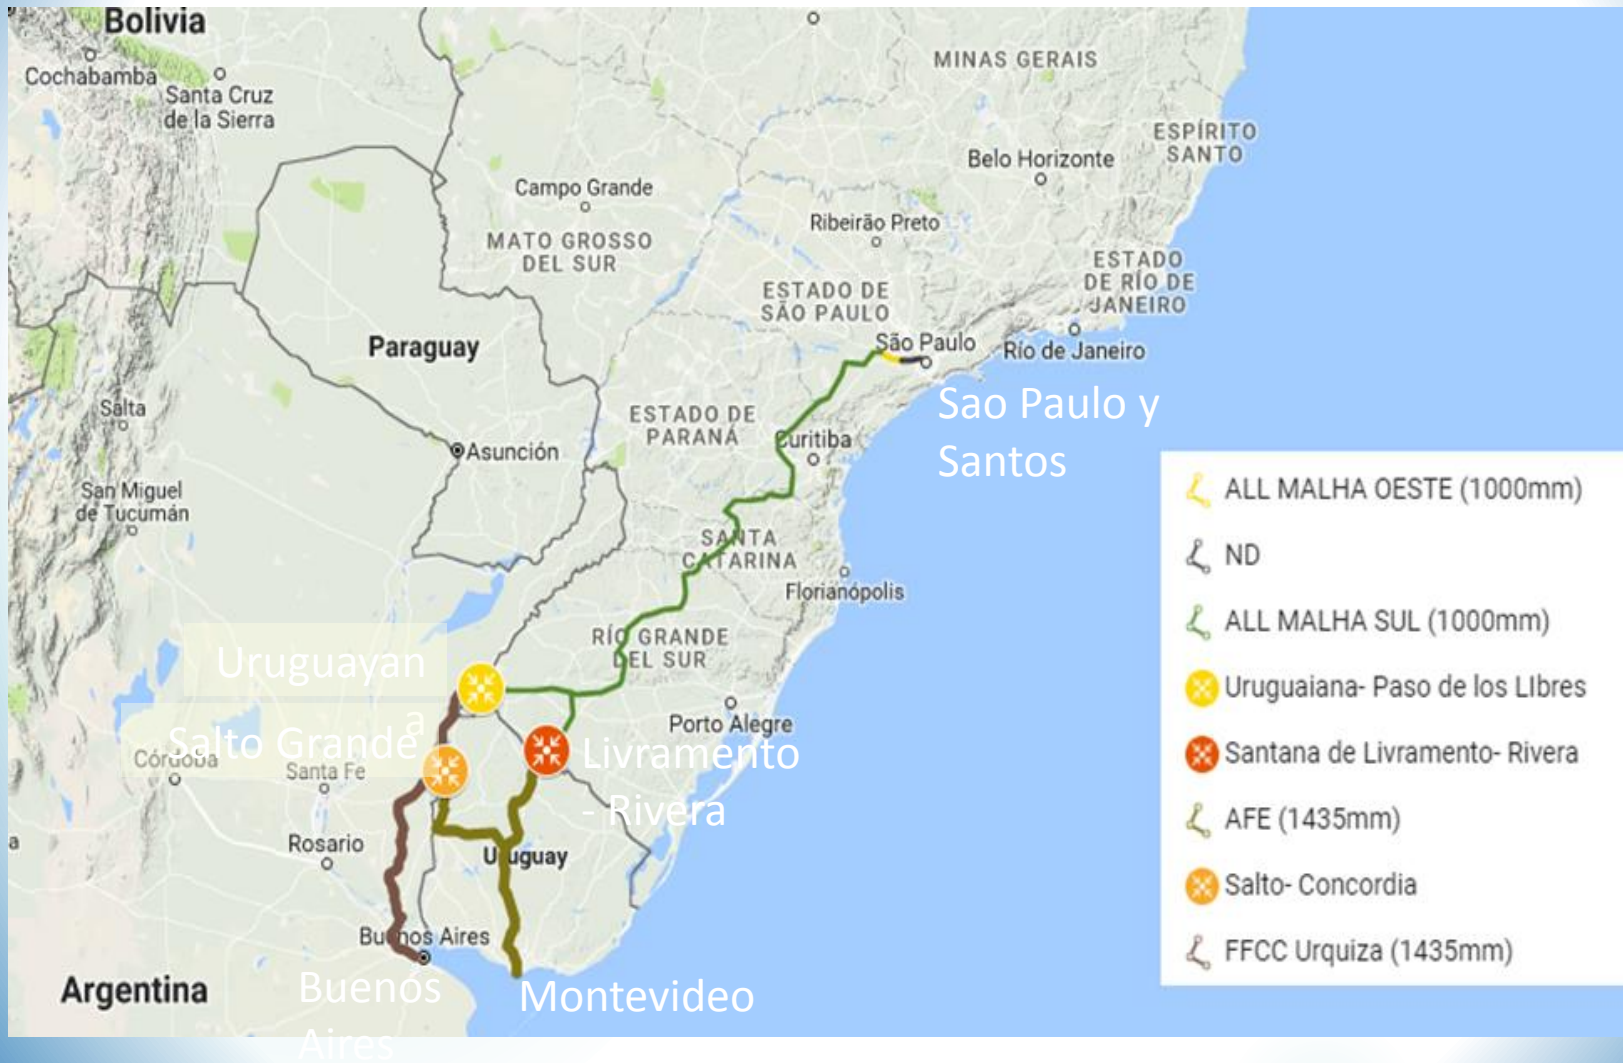 Bolivia
Cochabamba
Santa Cruz
de la Sierra
MINAS GERAIS
ESPÍRITO
SANTO
Belo Horizonte
Campo Grande
Ribeirão Preto
MATO GROSSO
DEL SUR
ESTADO
DE RÍO DE
JANEIRO
ESTADO DE
SÃO PAULO
São Paulo
Río de Janeiro
Paraguay
Sao Paulo y
Santos
Salta
ESTADO DE
PARANÁ
Curitiba
Asunción
San Miguel
de Tucumán
SANTA
CATARINA
Florianópolis
RÍO GRANDE
DEL SUR
Uruguayan
a
Salto Grande
Córdoba
Santa Fe
Porto Alegre
Livramento
- Rivera
Rosario
a
Uruguay
Buenos Aires
Argentina
Buenos
Aires
Montevideo
ALL MALHA OESTE (1000mm)
ND
ALL MALHA SUL (1000mm)
Uruguaiana- Paso de los LIbres
Santana de Livramento- Rivera
AFE (1435mm)
Salto- Concordia
FFCC Urquiza (1435mm)